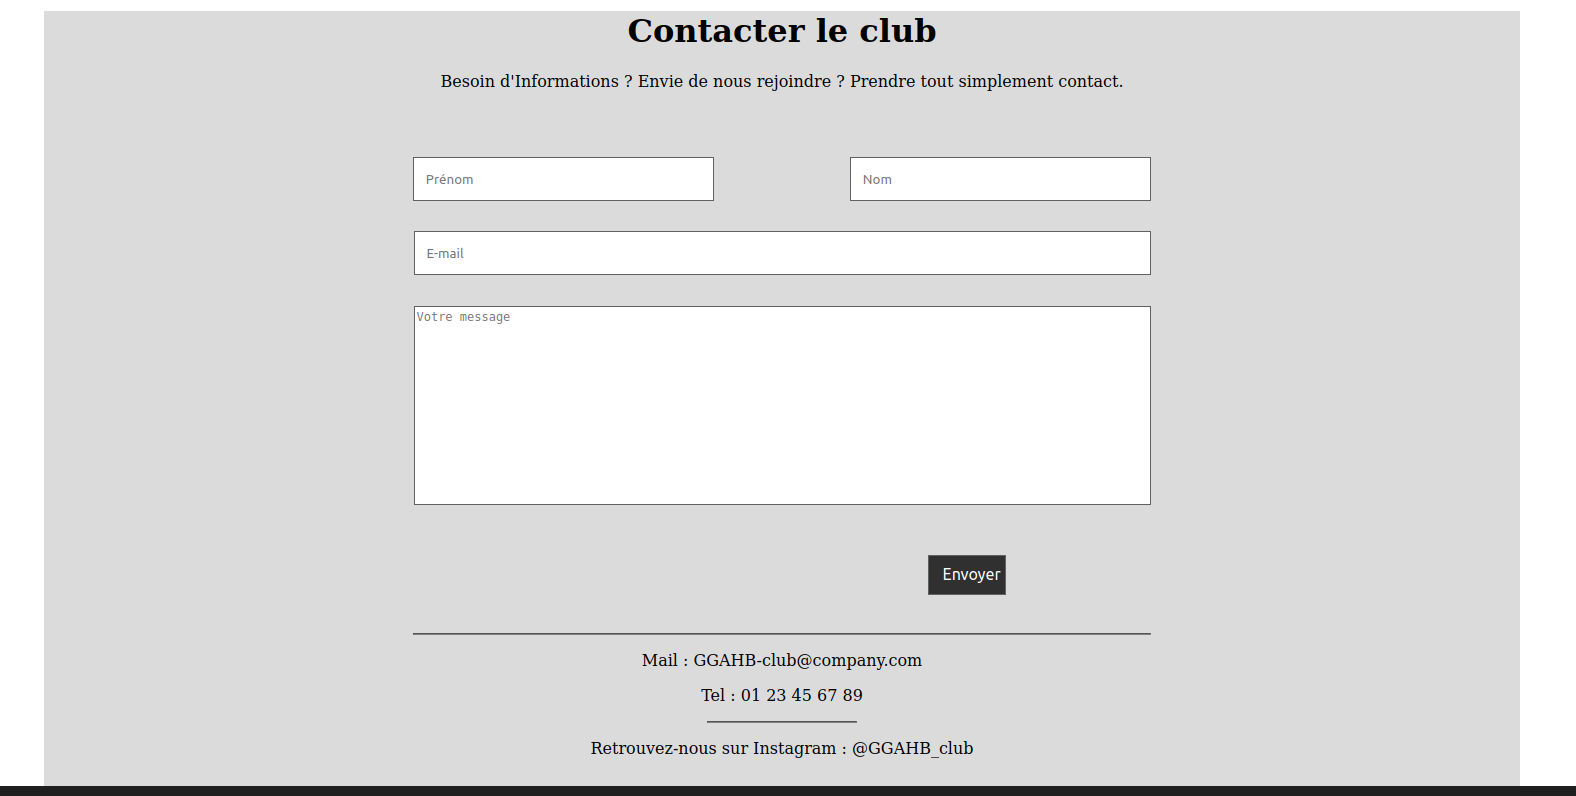 Contacter le club
Besoin d'Informations ? Envie de nous rejoindre ? Prendre tout simplement contact.
Prénom
Nom
E-mail
Votre message
Envoyer
Mail : GGAHB-club@company.com
Tel : 01 23 45 67 89
Retrouvez-nous sur Instagram : @GGAHB_club